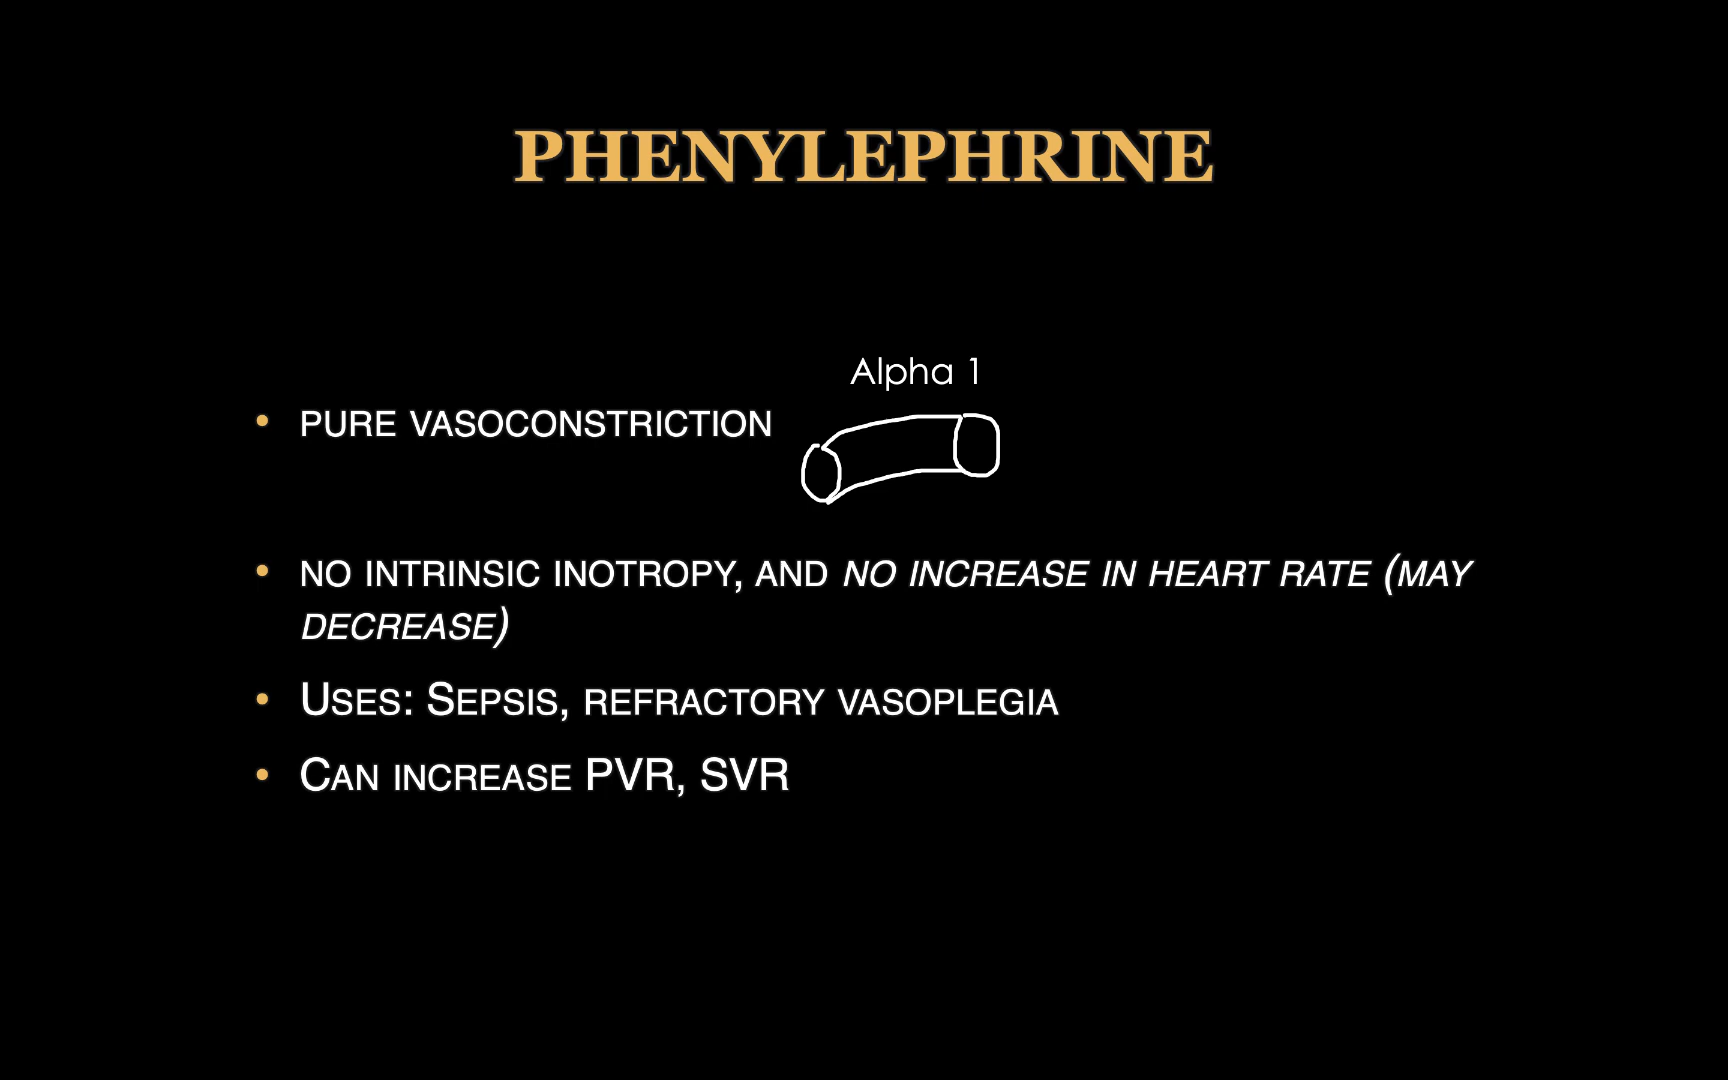 PHENYLEPHRINE
Alpha 1
• PURE VASOCONSTRICTION
• NO INTRINSIC INOTROPY, AND NO INCREASE IN HEART RATE (MAY
DECREASE)
• USES: SEPSIS, REFRACTORY VASOPLEGIA
• CAN INCREASE PVR, SVR